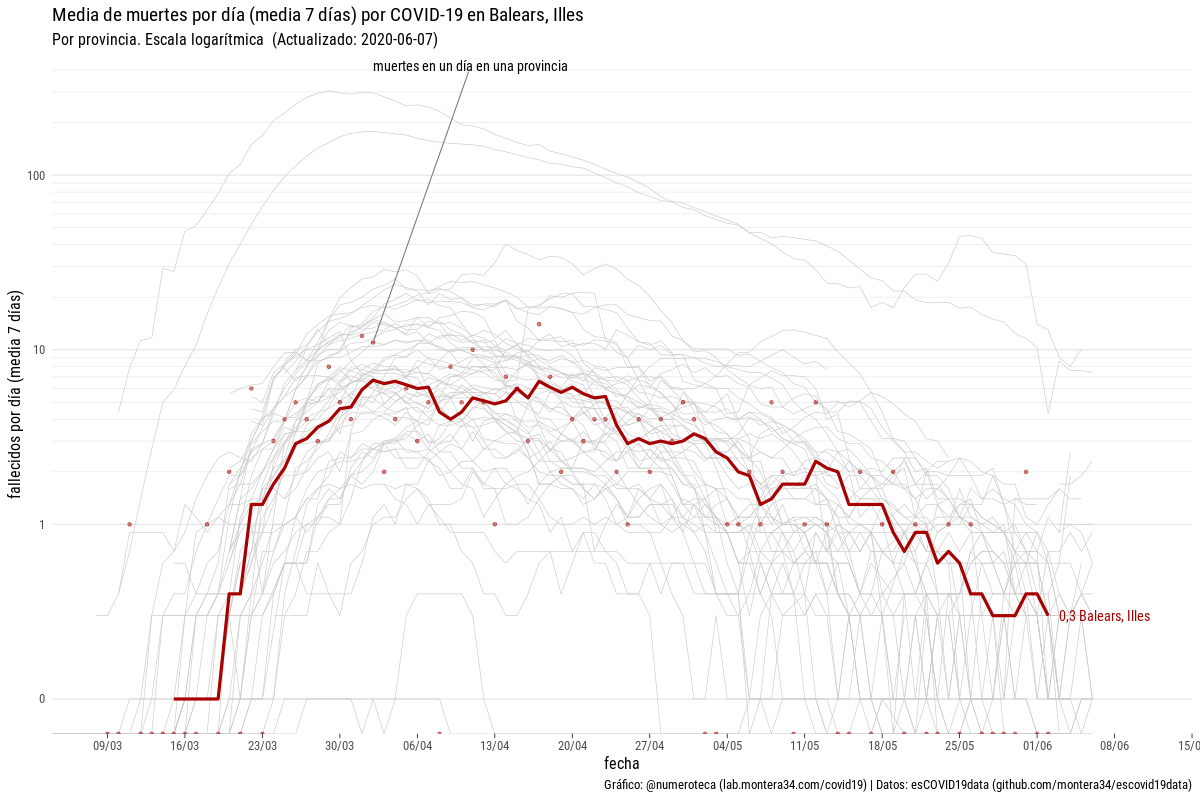 Media de muertes por día (media 7 días) por COVID-19 en Balears, Illes
Por provincia. Escala logarítmica (Actualizado: 2020-06-07)
muertes en un día en una provincia
fallecidos por día (media 7 días)
100
10
1
0
0,3 Balears, Illes
09/03 16/03 23/03 30/03 06/04 13/04 20/04 27/04 04/05 11/05 18/05 25/05 01/06 08/06 15/0
fecha
Gráfico: @numeroteca (lab.montera34.com/covid19) | Datos: esCOVID19data (github.com/montera34/escovid19data)